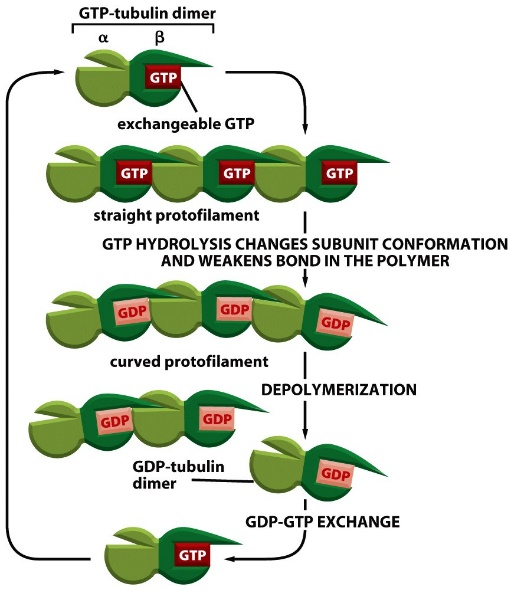 GTP-tubulin dimer
α β
GTP
exchangeable GTP
GTP GTP GTP
straight protofilament
GTP HYDROLYSIS CHANGES SUBUNIT CONFORMATION
AND WEAKENS BOND IN THE POLYMER
GDP GDP GDP
curved protofilament
DEPOLYMERIZATION
GDP GDP
GDP-tubulin
dimer
GDP
GDP-GTP EXCHANGE
GTP